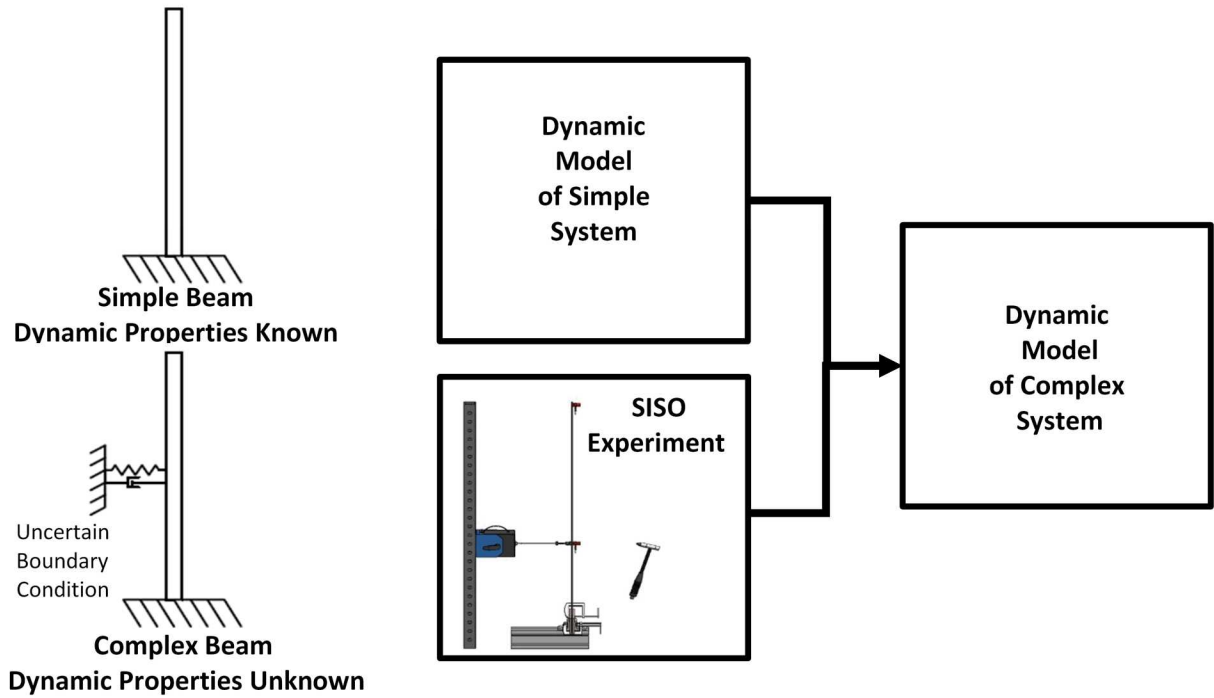 Simple Beam
Dynamic Properties Known
Uncertain
Boundary
Condition
Complex Beam
Dynamic Properties Unknown
Dynamic
Model
of Simple
System
SISO
Experiment
Dynamic
Model
of Complex
System